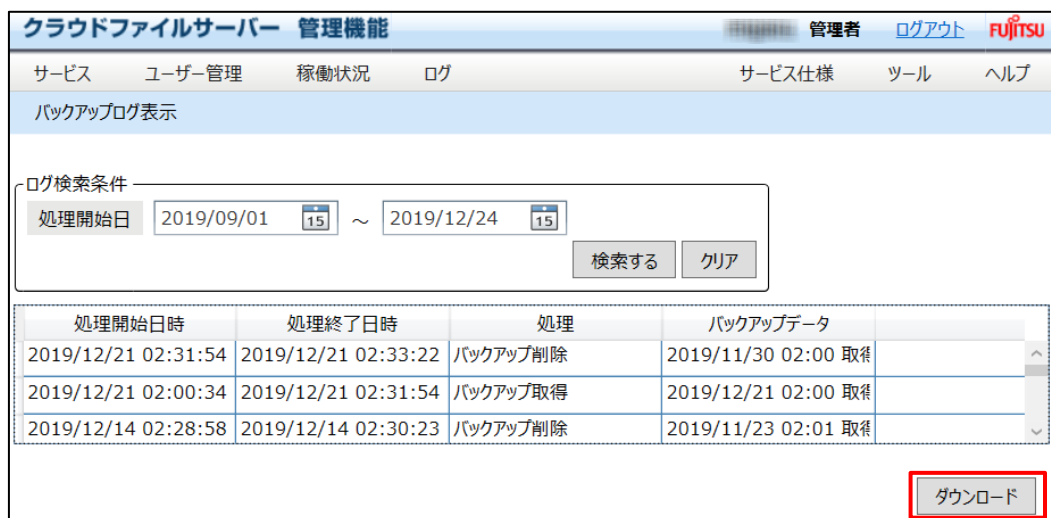 クラウドファイルサーバー 管理機能 管理者 ログアウト FUJITSU
サービス ユーザー管理 稼働状況 ログ サービス仕様 ツール ヘルプ
バックアップログ表示
ログ検索条件
処理開始日 2019/09/01 15 ～ 2019/12/24 15
検索する クリア
処理開始日時 処理終了日時 処理 バックアップデータ
2019/12/21 02:31:54 2019/12/21 02:33:22 バックアップ削除 2019/11/30 02:00 取得
2019/12/21 02:00:34 2019/12/21 02:31:54 バックアップ取得 2019/12/21 02:00 取得
2019/12/14 02:28:58 2019/12/14 02:30:23 バックアップ削除 2019/11/23 02:01 取得
ダウンロード